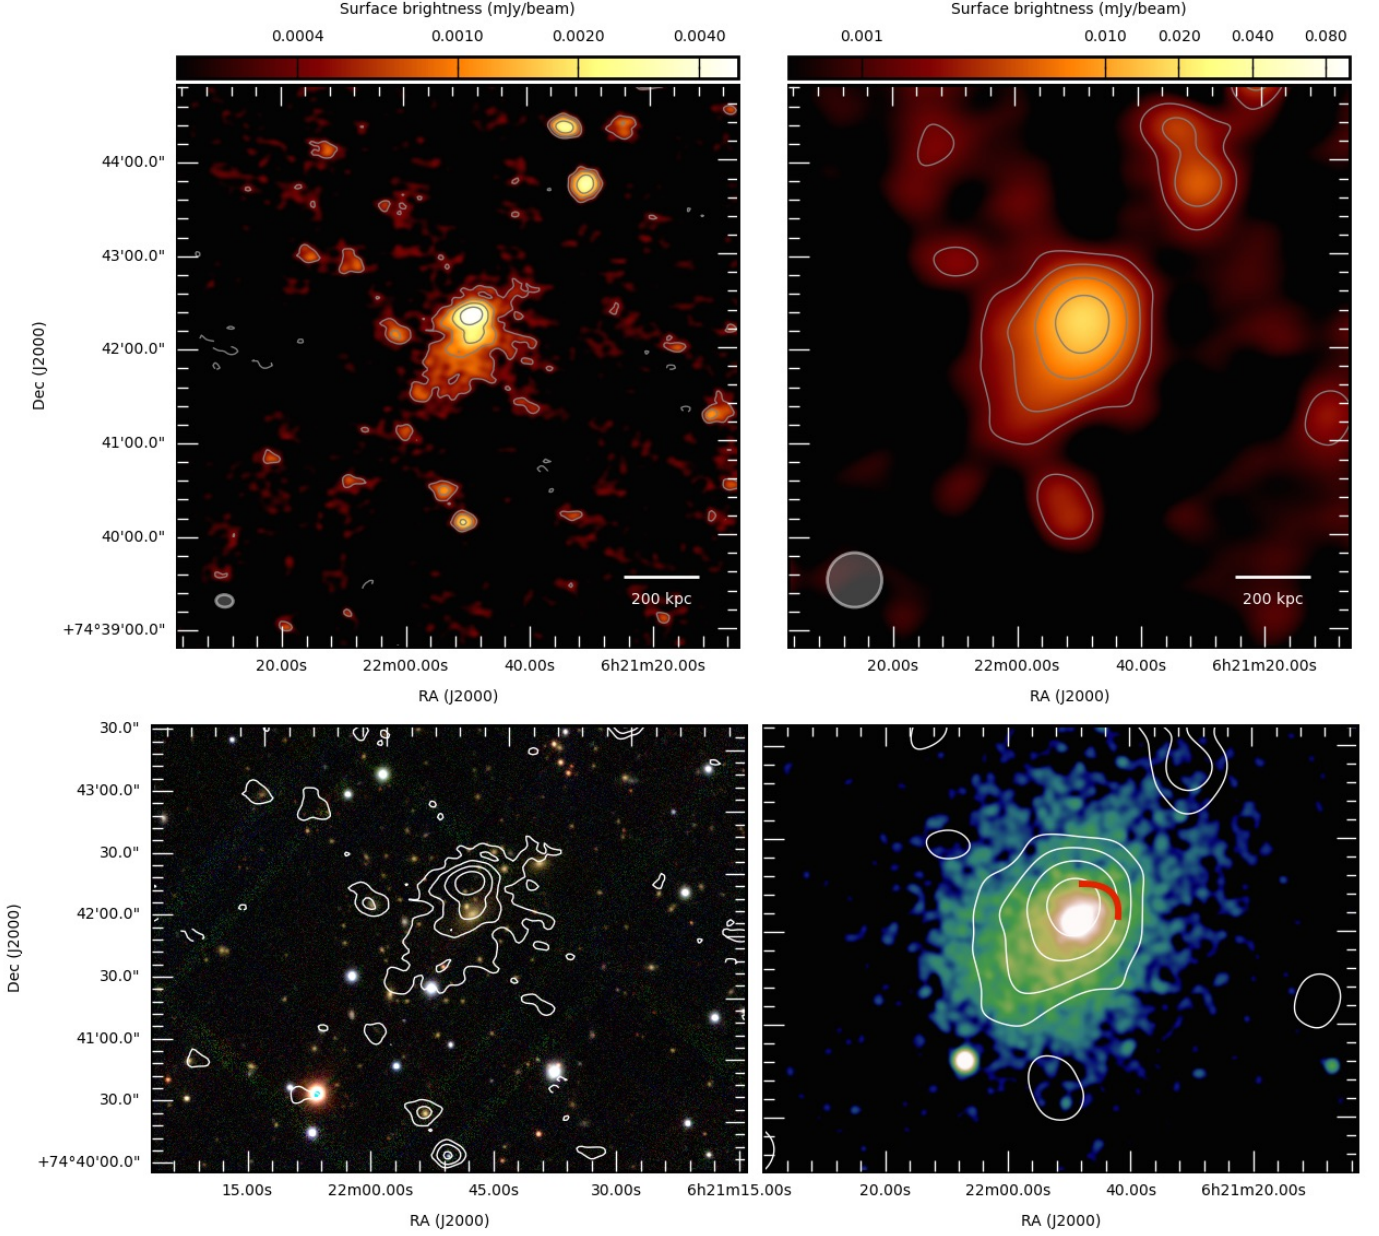 Surface brightness (mJy/beam)
0.0004 0.0010 0.0020 0.0040
Surface brightness (mJy/beam)
0.001 0.010 0.020 0.040 0.080
Dec (J2000)
44'00.0"
43'00.0"
42'00.0"
41'00.0"
40'00.0"
+74°39'00.0"
200 kpc
20.00s 22m00.00s 40.00s 6h21m20.00s
RA (J2000)
200 kpc
20.00s 22m00.00s 40.00s 6h21m20.00s
RA (J2000)
Dec (J2000)
30.0"
43'00.0"
30.0"
42'00.0"
30.0"
41'00.0"
30.0"
+74°40'00.0"
15.00s 22m00.00s 45.00s 30.00s 6h21m15.00s
RA (J2000)
20.00s 22m00.00s 40.00s 6h21m20.00s
RA (J2000)